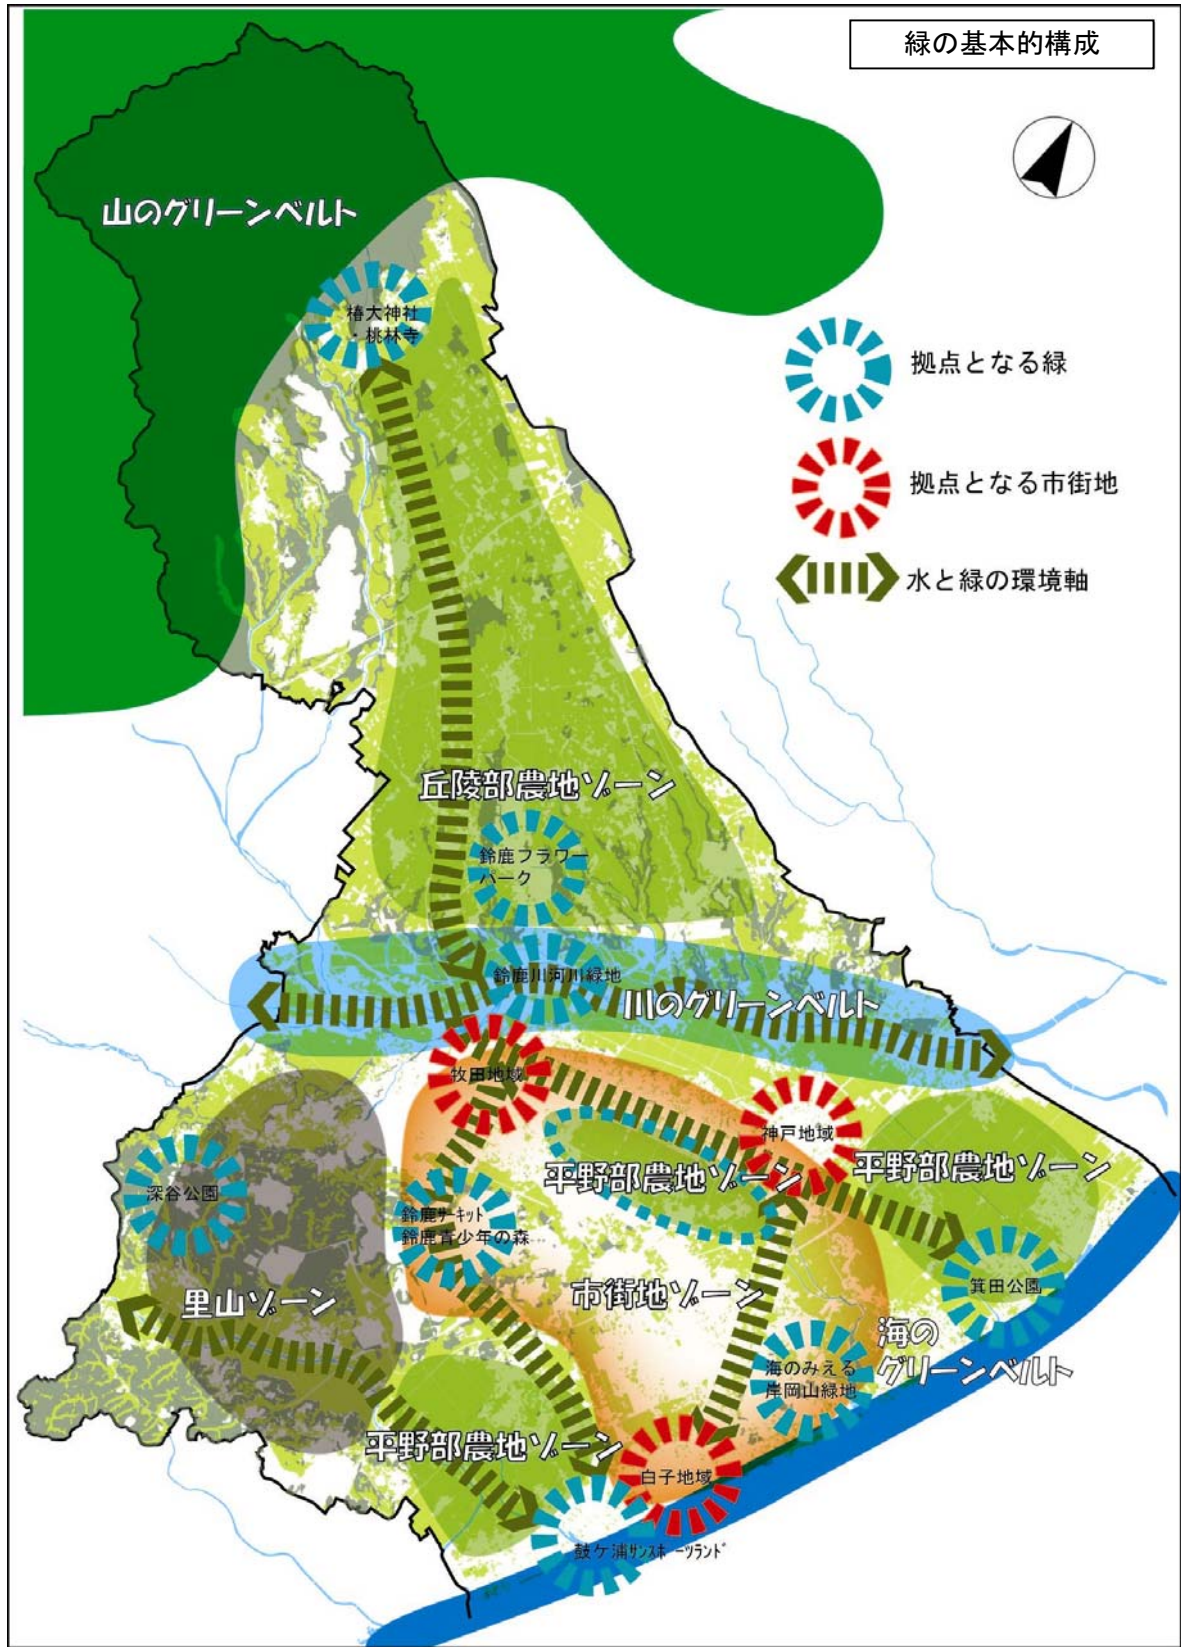 緑の基本的構成
山のグリーンベルト
椿大神社
・桃林寺
拠点となる緑
拠点となる市街地
水と緑の環境軸
丘陵部農地ゾーン
鈴鹿フラワー
パーク
鈴鹿川河川緑地
川のグリーンベルト
牧田地域
神戸地域
平野部農地ゾーン
平野部農地ゾーン
深谷公園
鈴鹿ｻｰｷｯﾄ
鈴鹿青少年の森
箕田公園
里山ゾーン
市街地ゾーン
海の
グリーンベルト
海のみえる
岸岡山緑地
平野部農地ゾーン
白子地域
鼓ケ浦ｻﾝｽﾎﾟｰﾂﾗﾝﾄﾞ